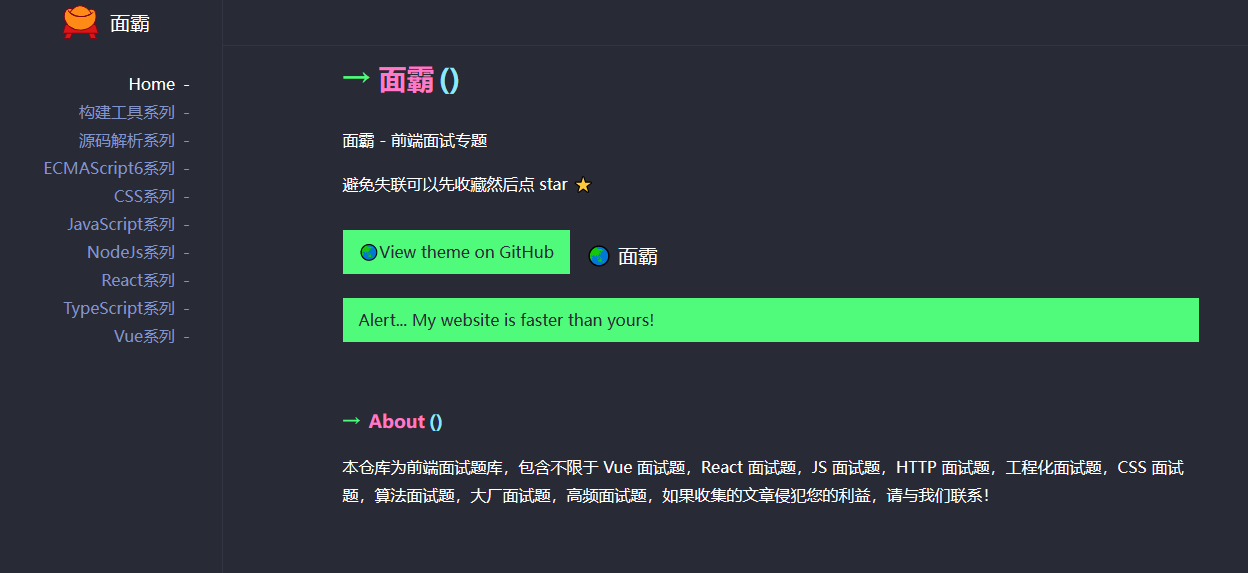 面霸
Home -
构建工具系列 -
源码解析系列 -
ECMAScript6系列 -
CSS系列 -
JavaScript系列 -
NodeJs系列 -
React系列 -
TypeScript系列 -
Vue系列 -
→ 面霸 ()
面霸 - 前端面试专题
避免失联可以先收藏然后点 star ⭐
🌏View theme on GitHub
🌏 面霸
Alert... My website is faster than yours!
→ About ()
本仓库为前端面试题库，包含不限于 Vue 面试题，React 面试题，JS 面试题，HTTP 面试题，工程化面试题，CSS 面试
题，算法面试题，大厂面试题，高频面试题，如果收集的文章侵犯您的利益，请与我们联系！